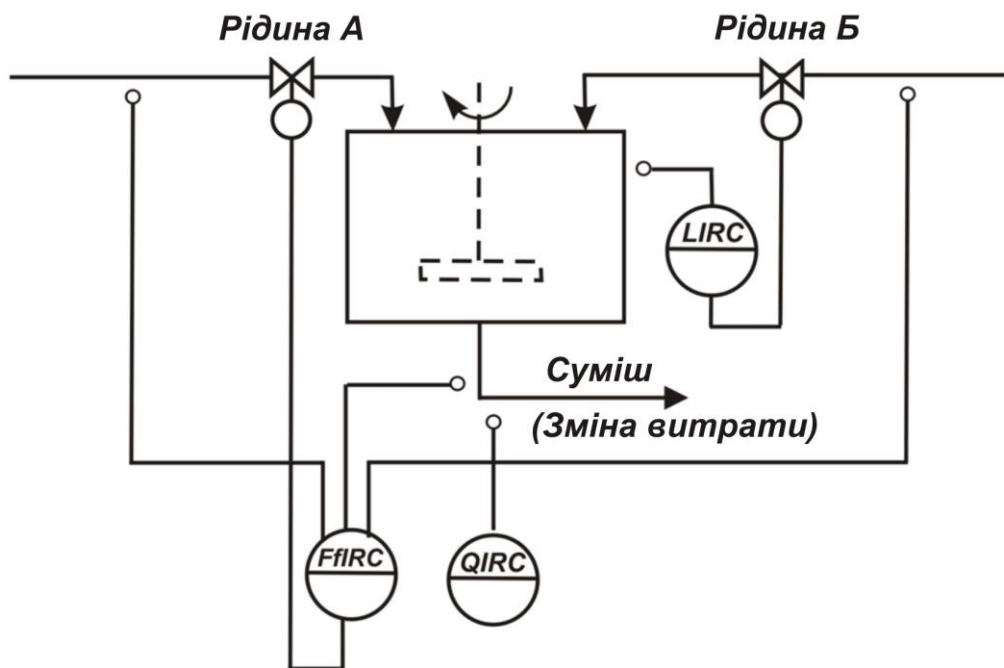 Рідина А
Рідина Б
LIRC
Суміш
(Зміна витрати)
FfIRC
QIRC